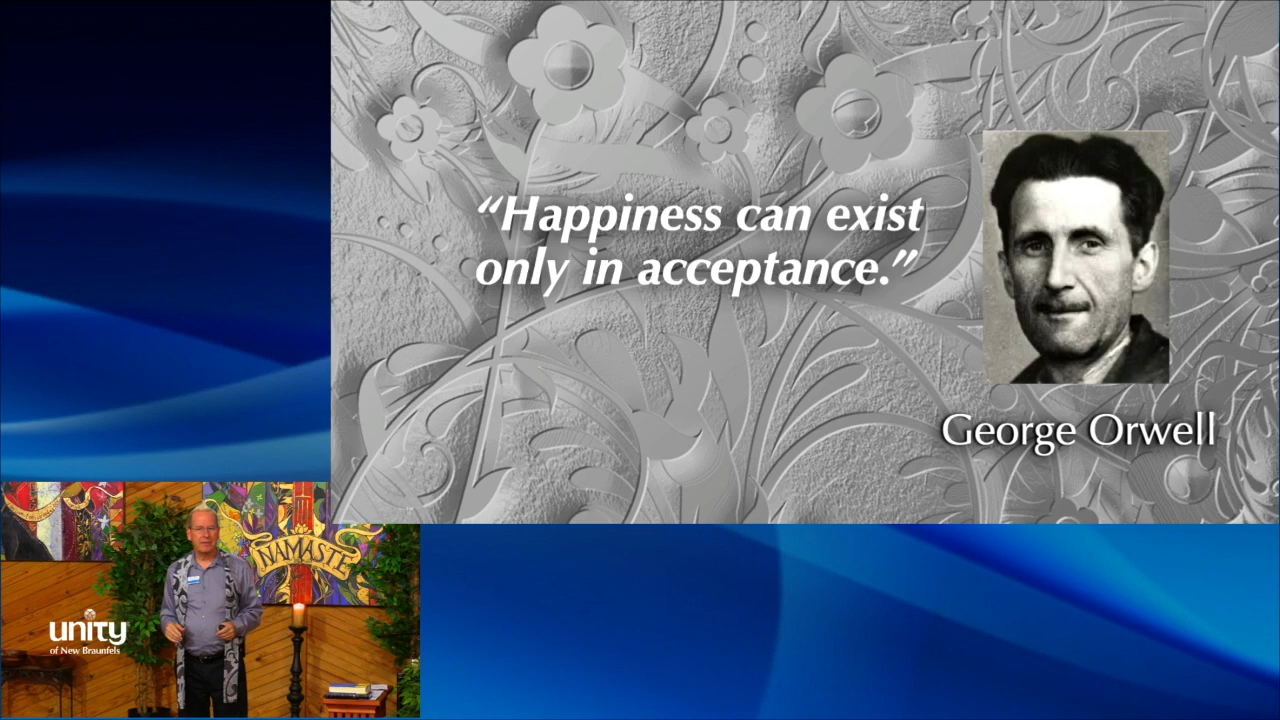 “Happiness can exist
only in acceptance.”
George Orwell
NAMASTE
unity
of New Braunfels